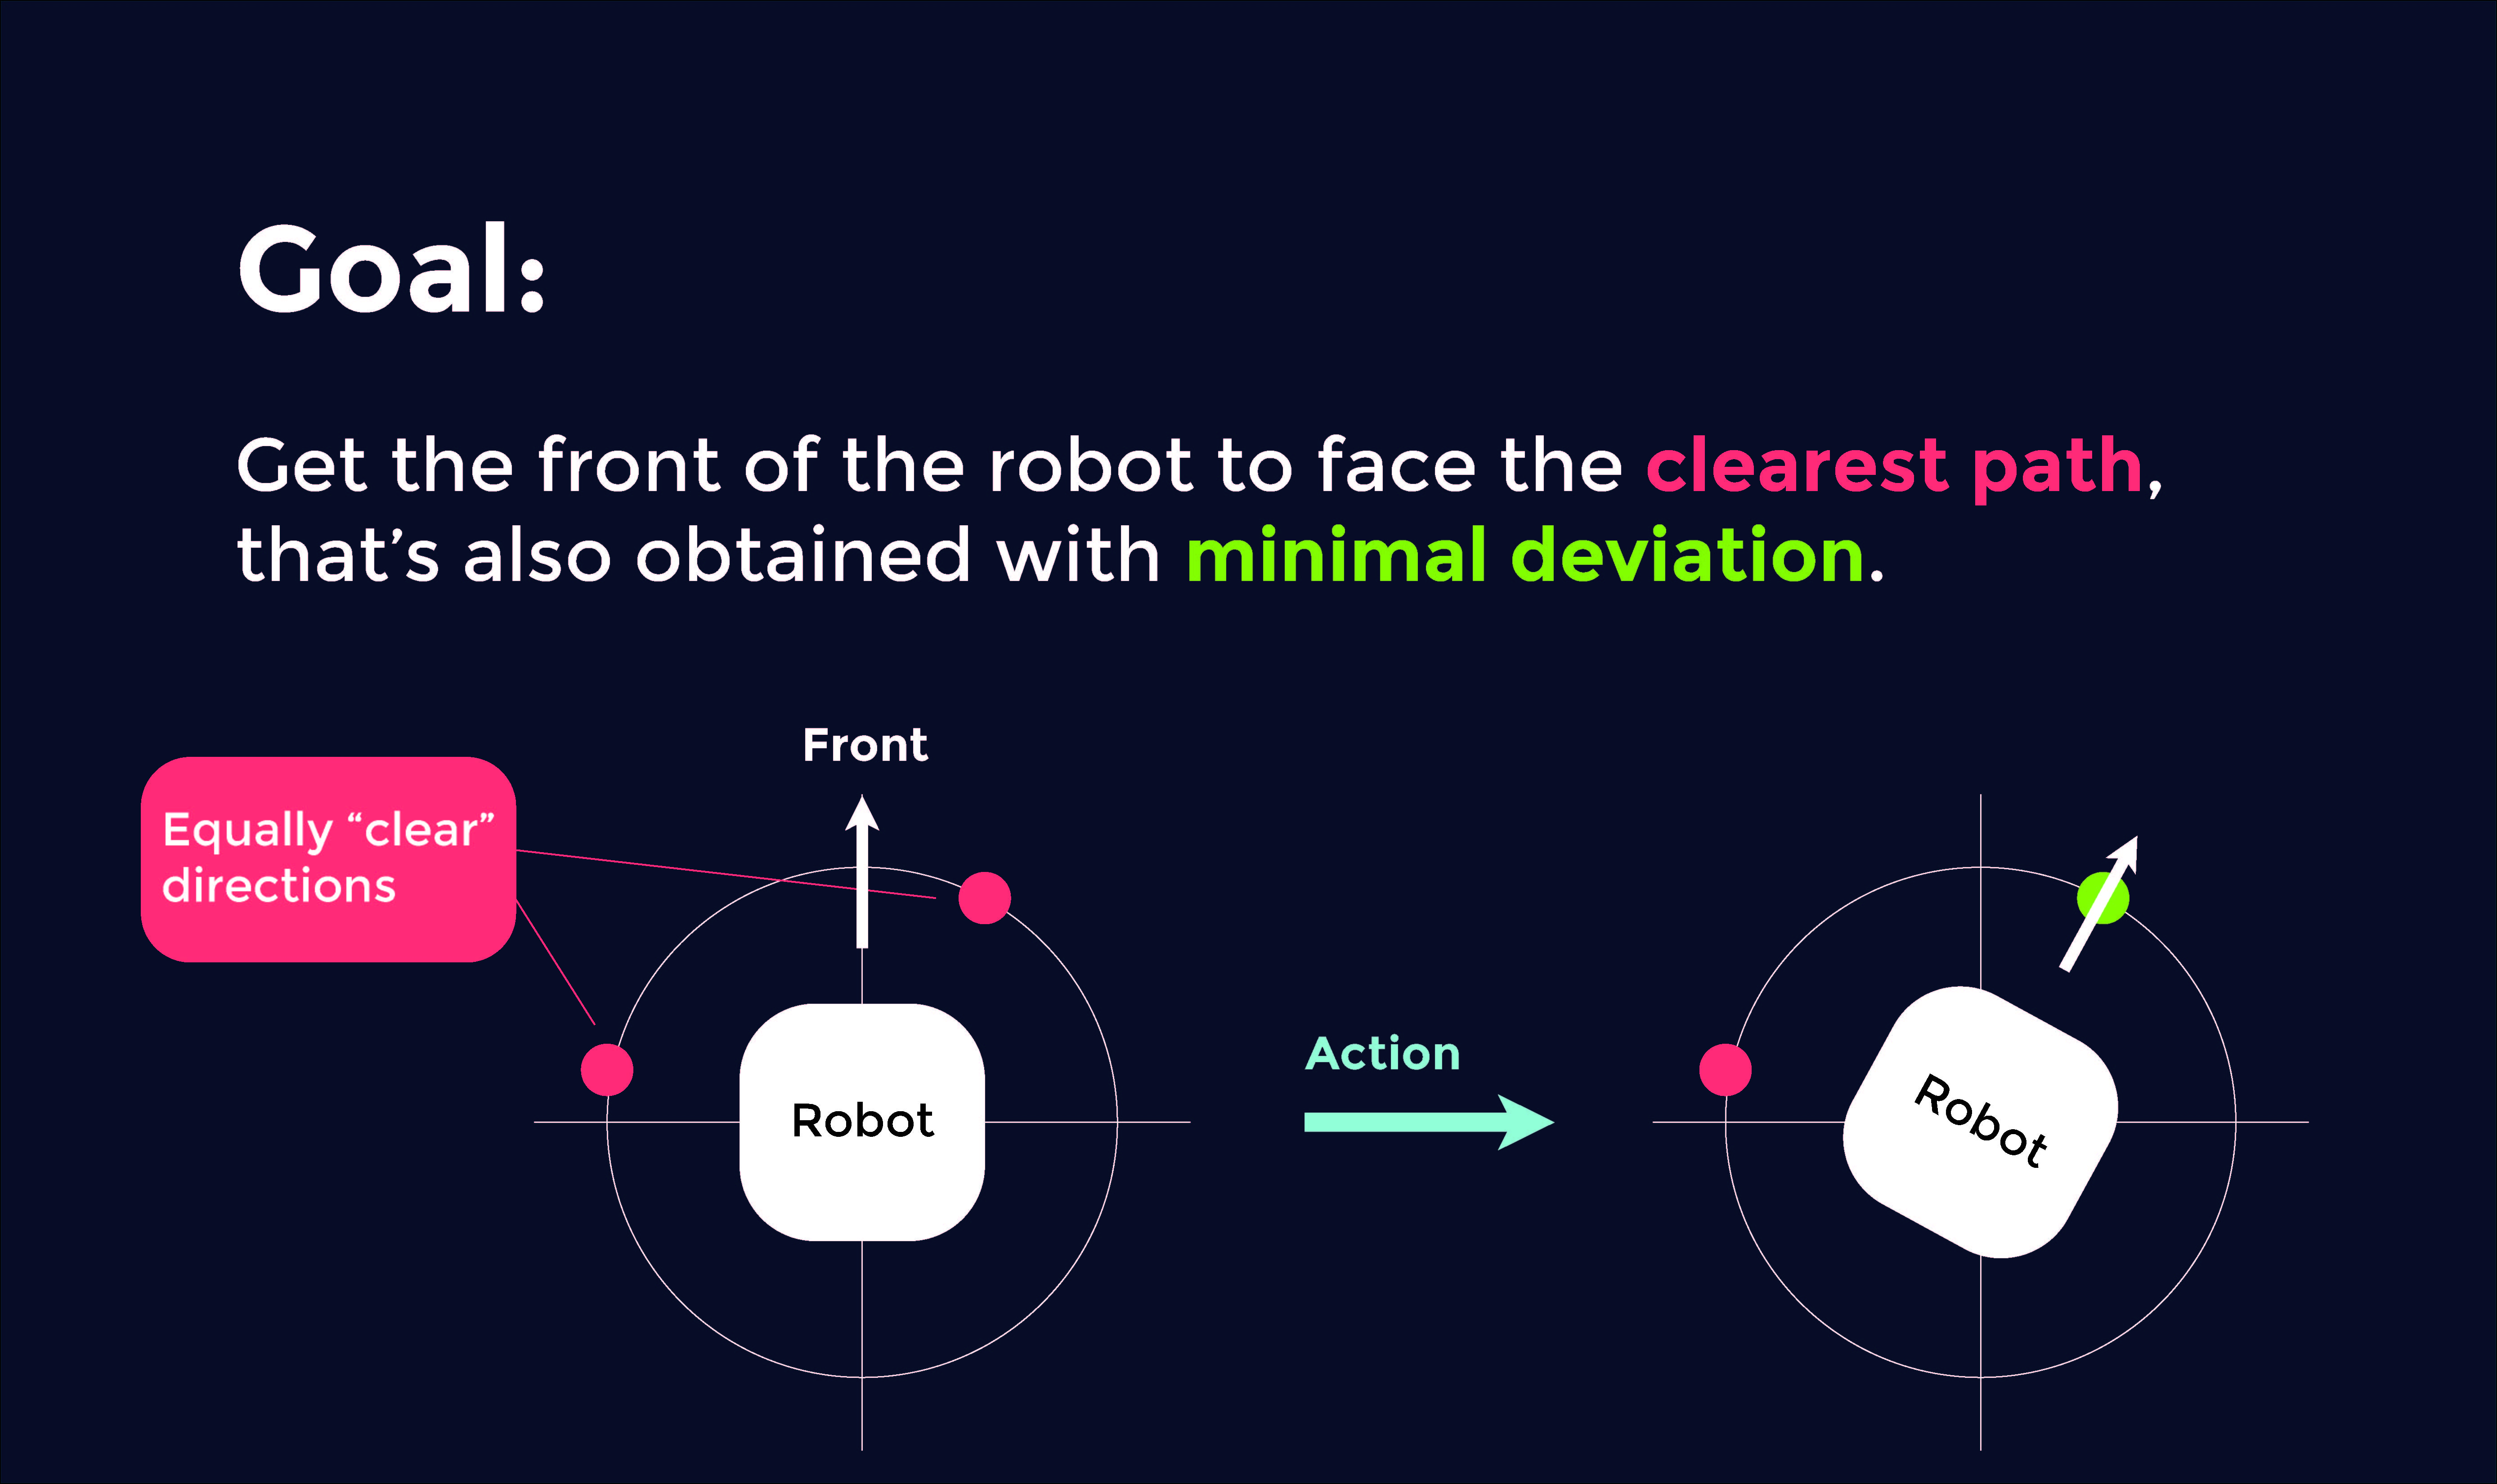 Goal:
Get the front of the robot to face the clearest path,
that’s also obtained with minimal deviation.
Front
Equally “clear”
directions
Robot
Action
Robot